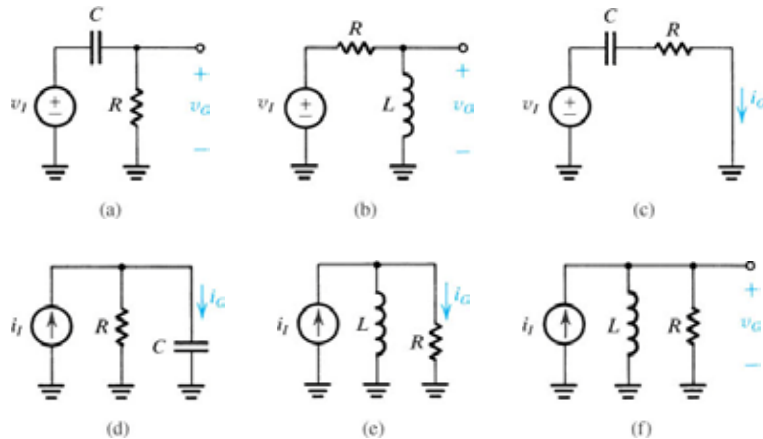 C
v_I + − R + v_G −
(a)
R
v_I + − L + v_G −
(b)
C R
v_I + − i_G
(c)
i_I R C i_G
(d)
i_I L R i_G
(e)
i_I L R + v_G −
(f)